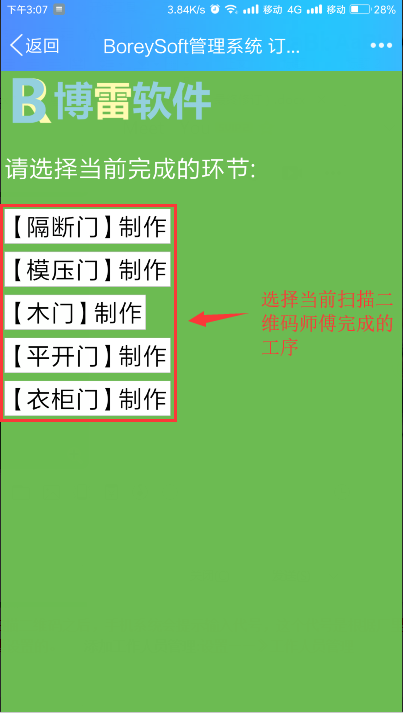 下午3:07
3.84K/s
移动 4G 移动 28%
返回
BoreySoft管理系统 订...
B博雷软件
请选择当前完成的环节:
【隔断门】制作
【模压门】制作
【木门】制作
【平开门】制作
【衣柜门】制作
选择当前扫描二
维码师傅完成的
工序